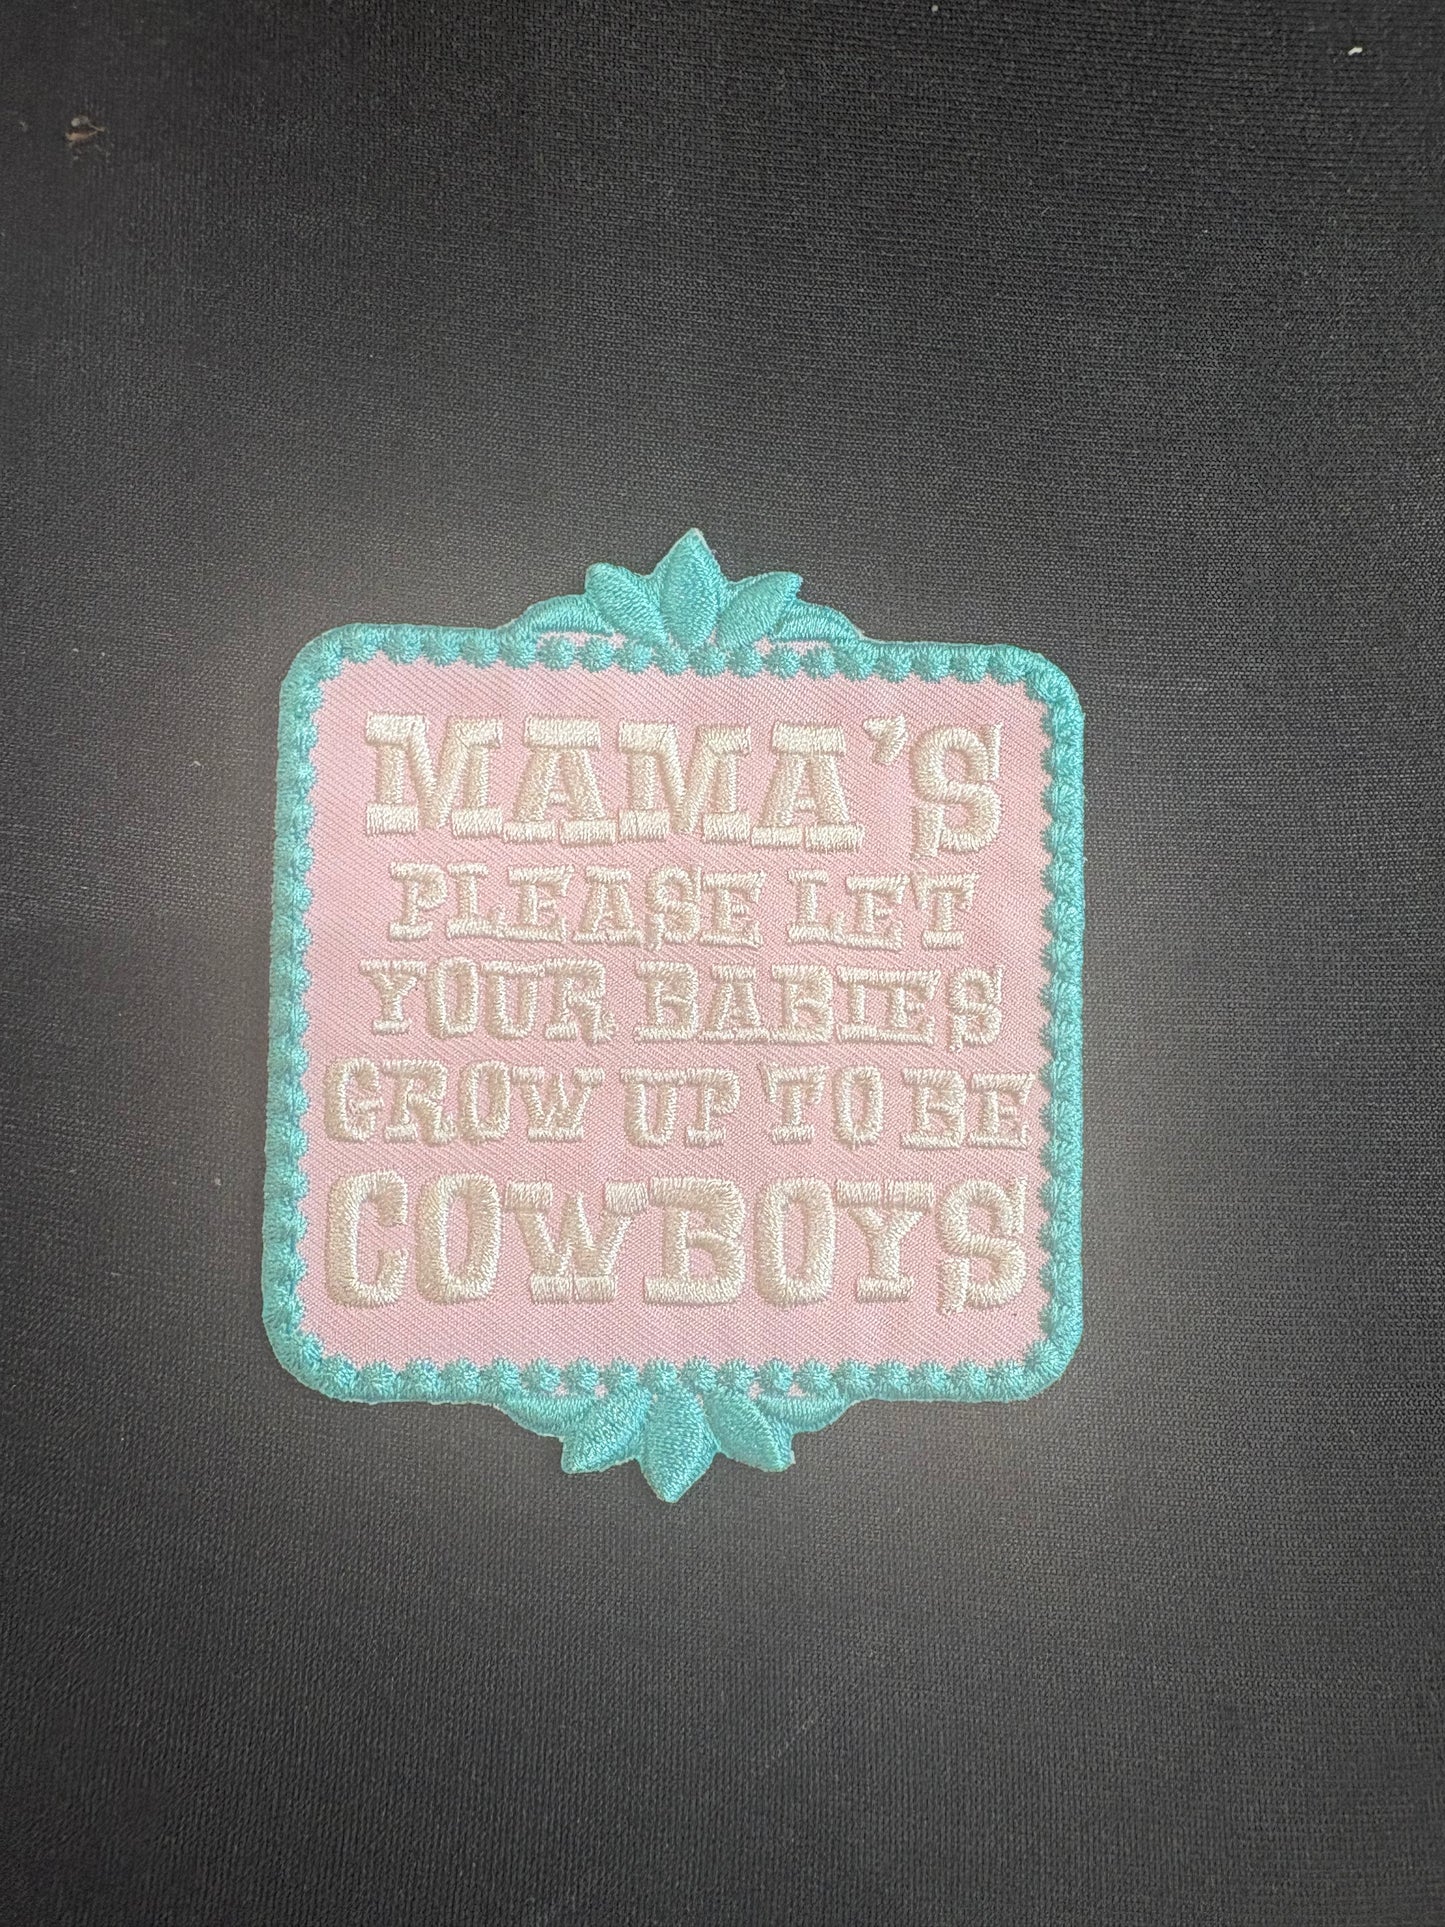 MAMA'S
PLEASE LET
YOUR BABIES
GROW UP TO BE
COWBOYS